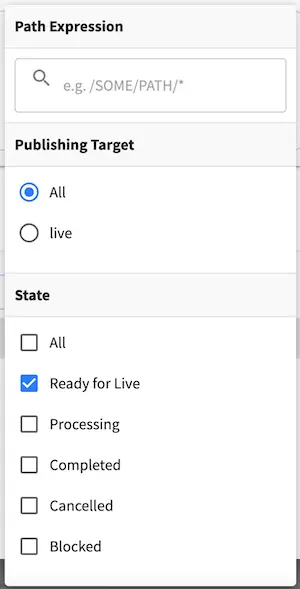 Path Expression
e.g. /SOME/PATH/*
Publishing Target
All
live
State
All
Ready for Live
Processing
Completed
Cancelled
Blocked